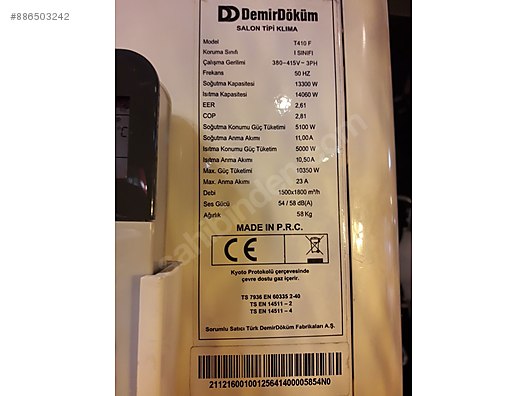 #886503242
DemirDöküm
SALON TİPİ KLİMA
Model T410 F
Koruma Sınıfı I SINIFI
Çalışma Gerilimi 380-415V~3PH
Frekans 50 HZ
Soğutma Kapasitesi 13300 W
Isıtma Kapasitesi 14060 W
EER 2,61
COP 2,81
Soğutma Konumu Güç Tüketimi 5100 W
Soğutma Anma Akımı 11,00A
Isıtma Konumu Güç Tüketim 5000 W
Isıtma Anma Akımı 10,50A
Max. Güç Tüketimi 10350 W
Max. Anma Akımı 23 A
Debi 1500x1800 m³/h
Ses Gücü 54 / 58 dB(A)
Ağırlık 58 Kg
MADE IN P.R.C.
CE
Kyoto Protokolü çerçevesinde
çevre dostu gaz içerir.
TS 7936 EN 60335 2-40
TS EN 14511 – 2
TS EN 14511 – 4
Sorumlu Satıcı Türk DemirDöküm Fabrikaları A.Ş.
21121600100125641400005854N0
sahibinden.com